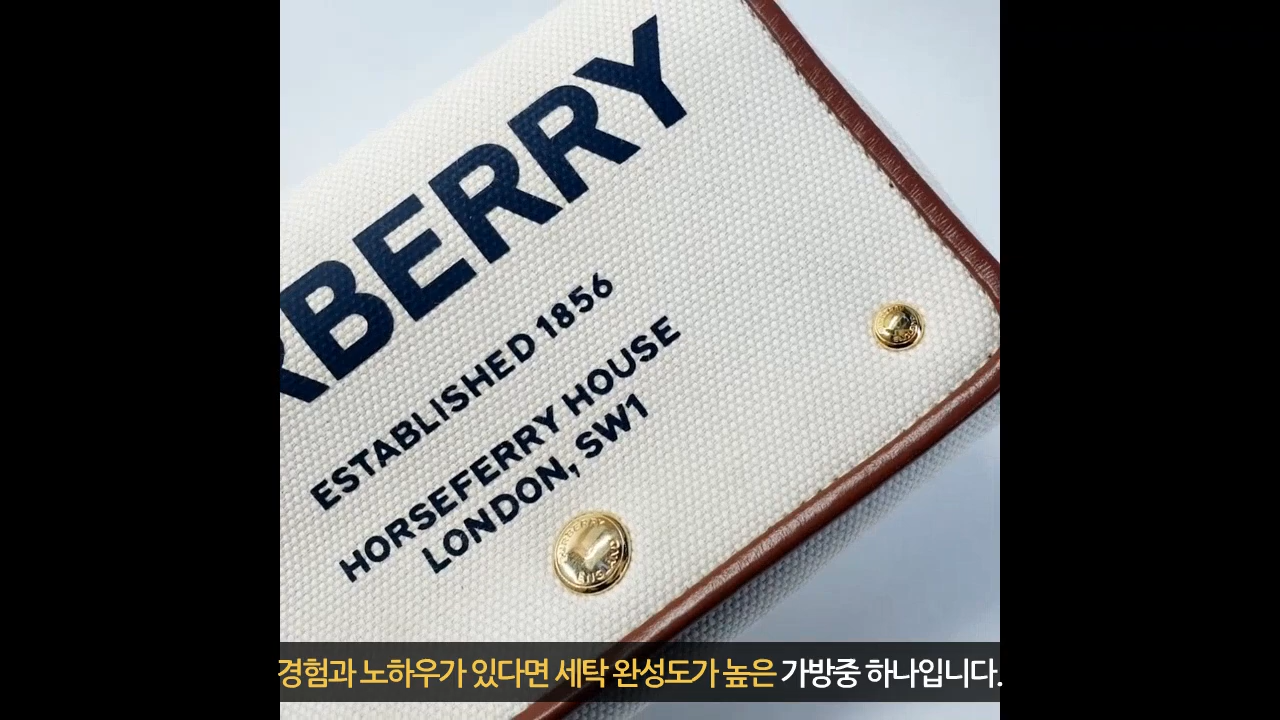 RBERRY
ESTABLISHED 1856
HORSEFERRY HOUSE
LONDON, SW1
ENGLAND
경험과 노하우가 있다면 세탁 완성도가 높은 가방중 하나입니다.